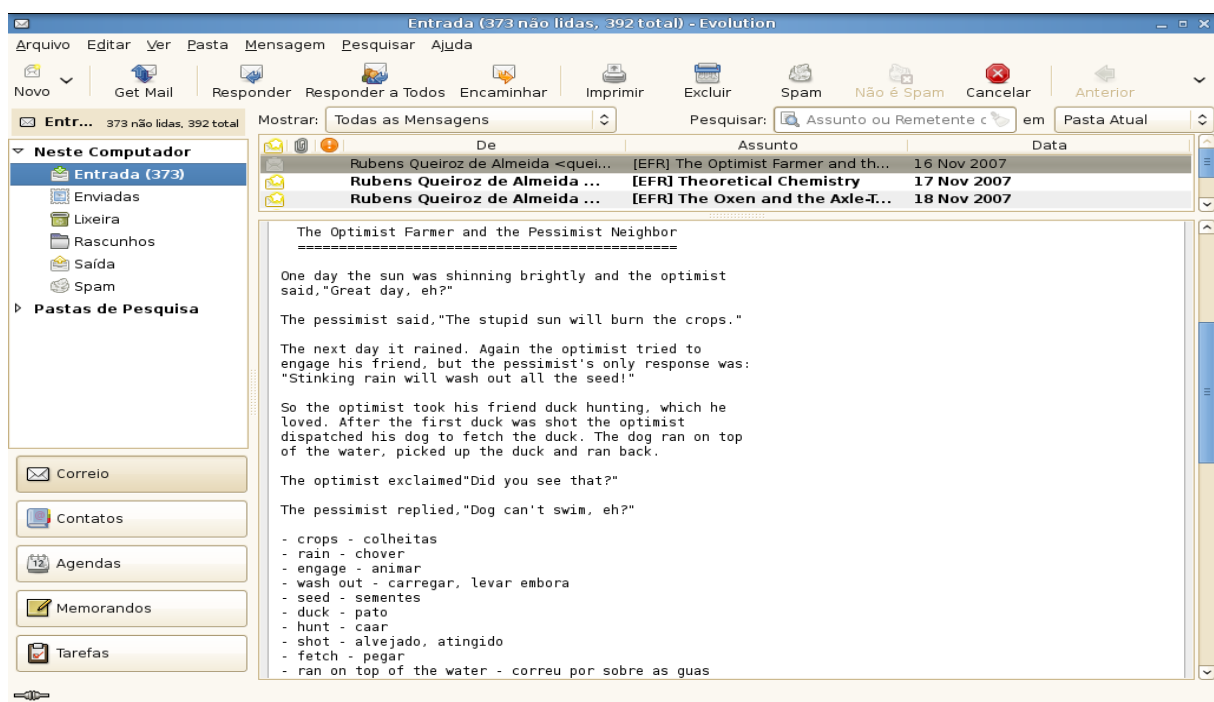 Entrada (373 não lidas, 392 total) - Evolution
Arquivo Editar Ver Pasta Mensagem Pesquisar Ajuda
Novo Get Mail Responder Responder a Todos Encaminhar Imprimir Excluir Spam Não é Spam Cancelar Anterior
Entr... 373 não lidas, 392 total Mostrar: Todas as Mensagens Pesquisar: Assunto ou Remetente c em Pasta Atual
Neste Computador
Entrada (373)
Enviadas
Lixeira
Rascunhos
Saída
Spam
Pastas de Pesquisa
Correio
Contatos
Agendas
Memorandos
Tarefas
De Assunto Data
Rubens Queiroz de Almeida <quei... [EFR] The Optimist Farmer and th... 16 Nov 2007
Rubens Queiroz de Almeida ... [EFR] Theoretical Chemistry 17 Nov 2007
Rubens Queiroz de Almeida ... [EFR] The Oxen and the Axle-T... 18 Nov 2007
The Optimist Farmer and the Pessimist Neighbor
===============================================
One day the sun was shinning brightly and the optimist
said,"Great day, eh?"
The pessimist said,"The stupid sun will burn the crops."
The next day it rained. Again the optimist tried to
engage his friend, but the pessimist's only response was:
"Stinking rain will wash out all the seed!"
So the optimist took his friend duck hunting, which he
loved. After the first duck was shot the optimist
dispatched his dog to fetch the duck. The dog ran on top
of the water, picked up the duck and ran back.
The optimist exclaimed"Did you see that?"
The pessimist replied,"Dog can't swim, eh?"
- crops - colheitas
- rain - chover
- engage - animar
- wash out - carregar, levar embora
- seed - sementes
- duck - pato
- hunt - caar
- shot - alvejado, atingido
- fetch - pegar
- ran on top of the water - correu por sobre as guas